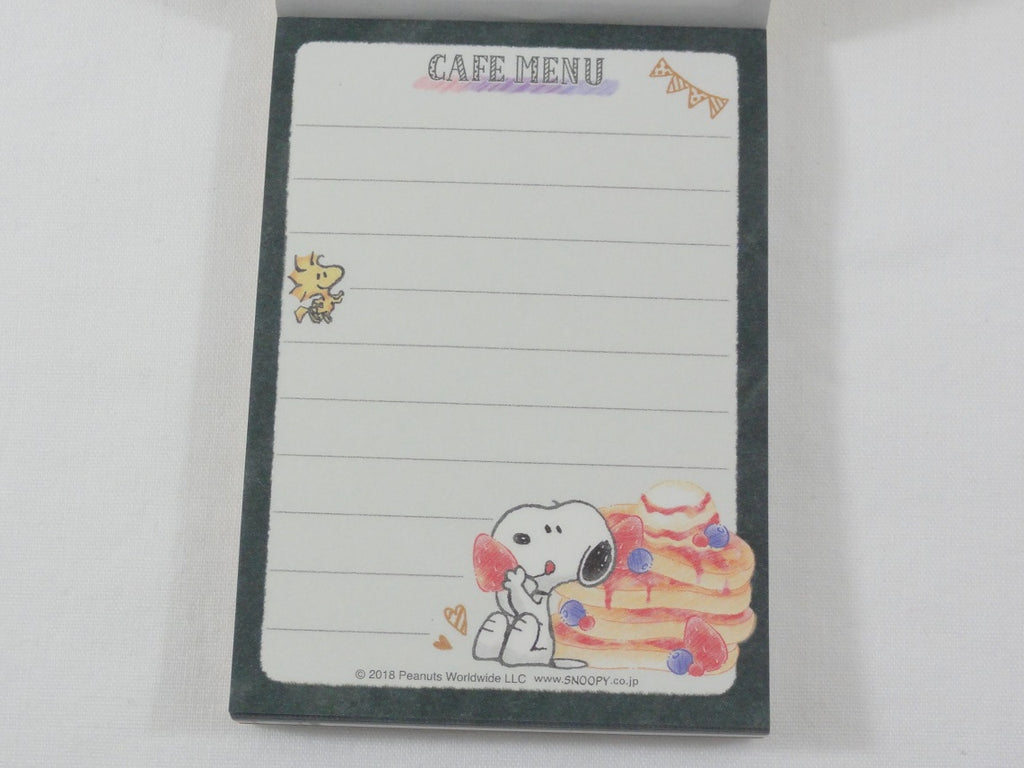 CAFE MENU
© 2018 Peanuts Worldwide LLC www.SNOOPY.co.jp